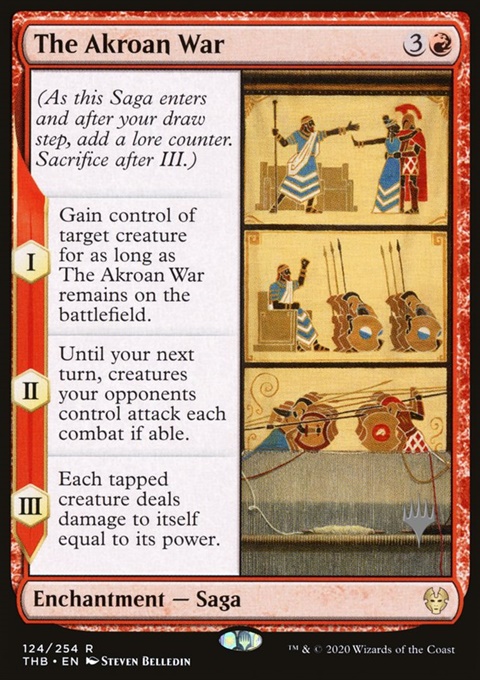 The Akroan War 3
(As this Saga enters
and after your draw
step, add a lore counter.
Sacrifice after III.)
I
Gain control of
target creature
for as long as
The Akroan War
remains on the
battlefield.
II
Until your next
turn, creatures
your opponents
control attack each
combat if able.
III
Each tapped
creature deals
damage to itself
equal to its power.
Enchantment — Saga
124/254 R
THB • EN Steven Belledin
™ & © 2020 Wizards of the Coast